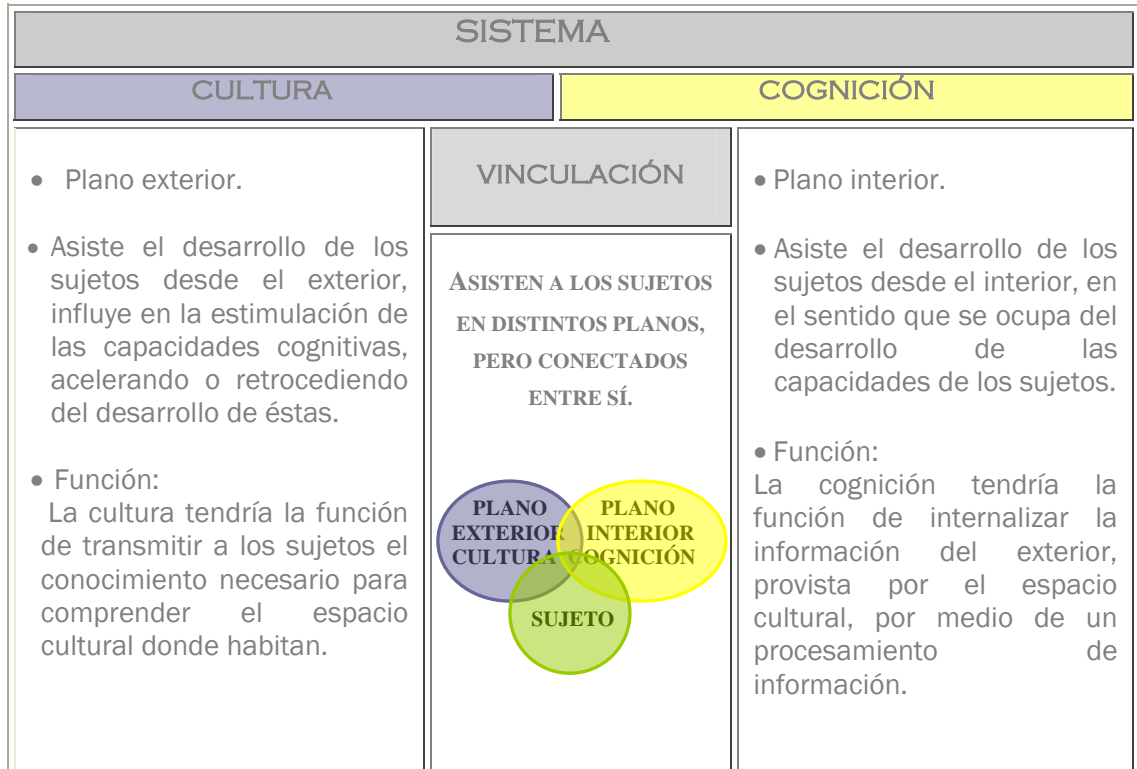 SISTEMA
CULTURA
COGNICIÓN
• Plano exterior.
• Asiste el desarrollo de los
sujetos desde el exterior,
influye en la estimulación de
las capacidades cognitivas,
acelerando o retrocediendo
del desarrollo de éstas.
• Función:
La cultura tendría la función
de transmitir a los sujetos el
conocimiento necesario para
comprender el espacio
cultural donde habitan.
VINCULACIÓN
ASISTEN A LOS SUJETOS
EN DISTINTOS PLANOS,
PERO CONECTADOS
ENTRE SÍ.
PLANO
EXTERIOR
CULTURA
PLANO
INTERIOR
COGNICIÓN
SUJETO
• Plano interior.
• Asiste el desarrollo de los
sujetos desde el interior, en
el sentido que se ocupa del
desarrollo de las
capacidades de los sujetos.
• Función:
La cognición tendría la
función de internalizar la
información del exterior,
provista por el espacio
cultural, por medio de un
procesamiento de
información.